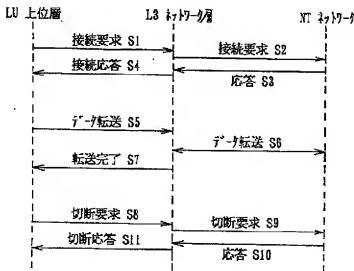 LU 上位層
L3 ネットワーク層
NT ネットワーク
接続要求 S1
接続要求 S2
接続応答 S4
応答 S3
データ転送 S5
データ転送 S6
転送完了 S7
切断要求 S8
切断要求 S9
切断応答 S11
応答 S10